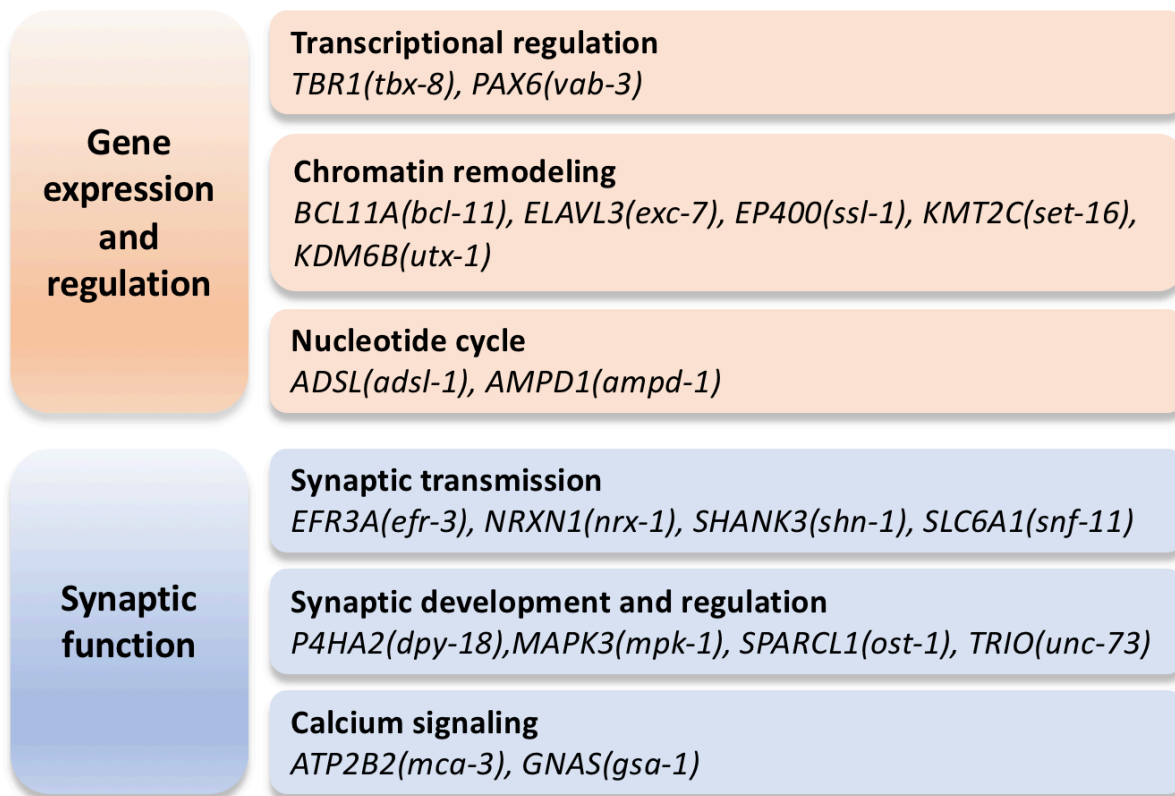 Gene
expression
and
regulation
Transcriptional regulation
TBR1(tbx-8), PAX6(vab-3)
Chromatin remodeling
BCL11A(bcl-11), ELAVL3(exc-7), EP400(ssl-1), KMT2C(set-16),
KDM6B(utx-1)
Nucleotide cycle
ADSL(adsl-1), AMPD1(ampd-1)
Synaptic
function
Synaptic transmission
EFR3A(efr-3), NRXN1(nrx-1), SHANK3(shn-1), SLC6A1(snf-11)
Synaptic development and regulation
P4HA2(dpy-18),MAPK3(mpk-1), SPARCL1(ost-1), TRIO(unc-73)
Calcium signaling
ATP2B2(mca-3), GNAS(gsa-1)